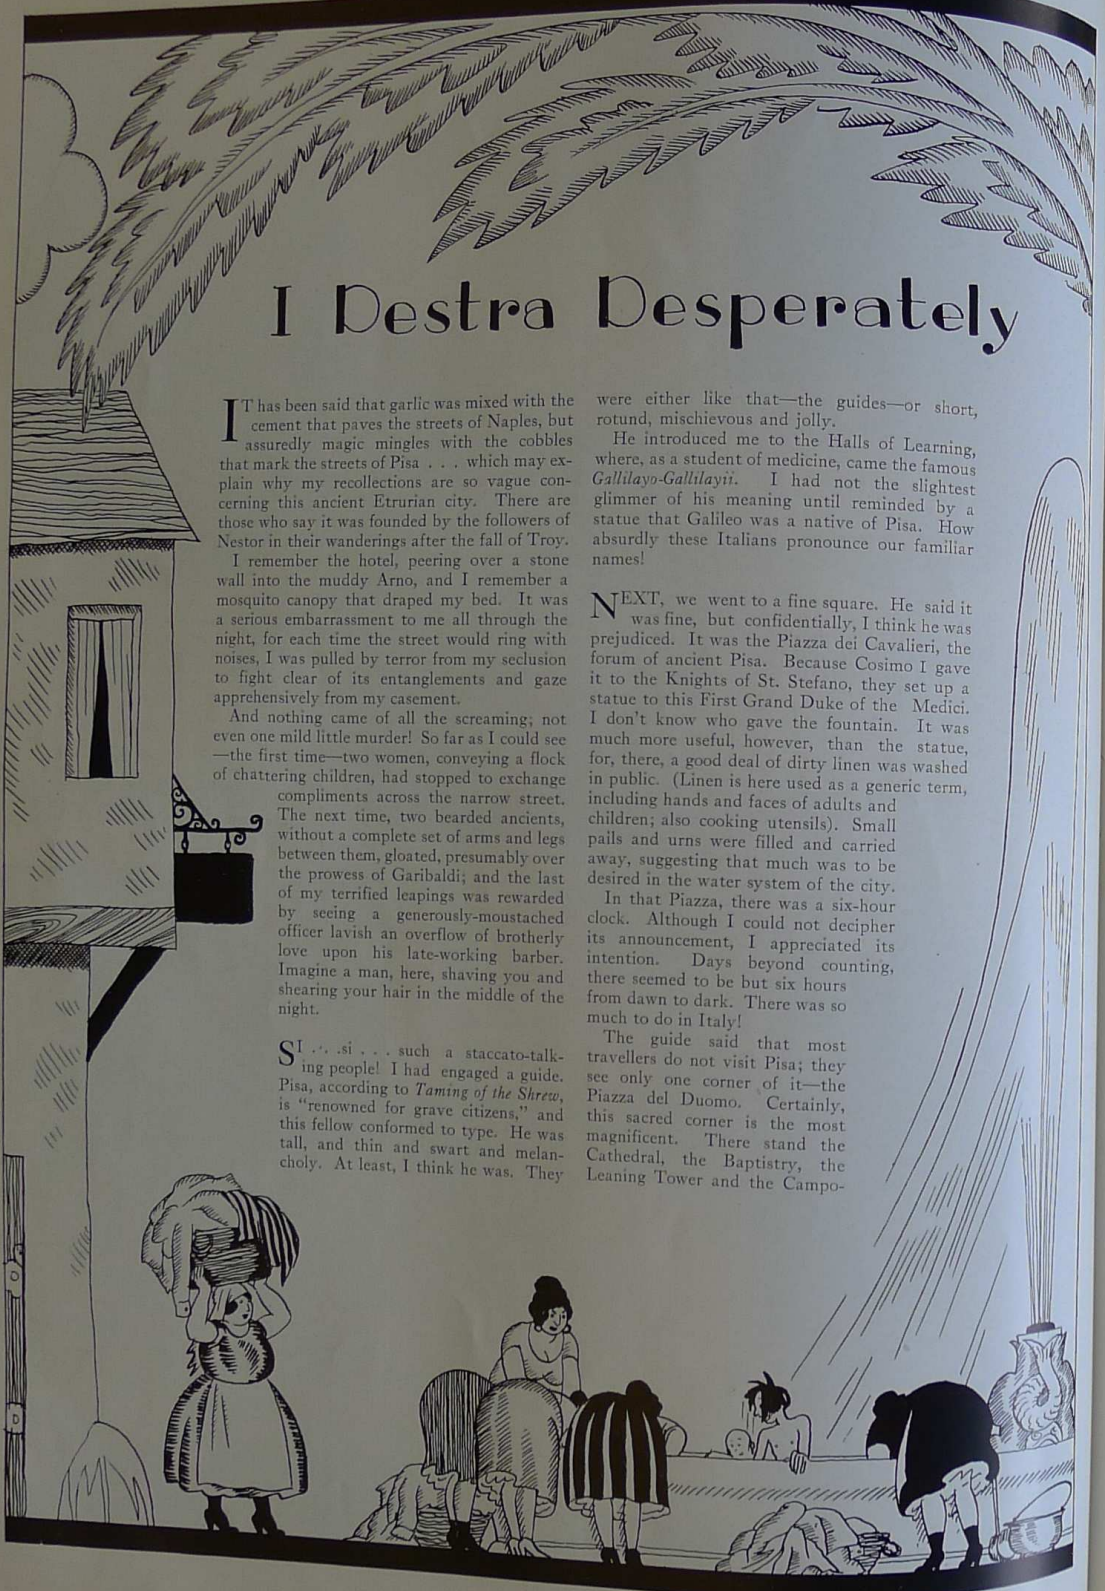 I Destra Desperately
IT has been said that garlic was mixed with the
cement that paves the streets of Naples, but
assuredly magic mingles with the cobbles
that mark the streets of Pisa . . . which may ex-
plain why my recollections are so vague con-
cerning this ancient Etrurian city. There are
those who say it was founded by the followers of
Nestor in their wanderings after the fall of Troy.
I remember the hotel, peering over a stone
wall into the muddy Arno, and I remember a
mosquito canopy that draped my bed. It was
a serious embarrassment to me all through the
night, for each time the street would ring with
noises, I was pulled by terror from my seclusion
to fight clear of its entanglements and gaze
apprehensively from my casement.
And nothing came of all the screaming; not
even one mild little murder! So far as I could see
—the first time—two women, conveying a flock
of chattering children, had stopped to exchange
compliments across the narrow street.
The next time, two bearded ancients,
without a complete set of arms and legs
between them, gloated, presumably over
the prowess of Garibaldi; and the last
of my terrified leapings was rewarded
by seeing a generously-moustached
officer lavish an overflow of brotherly
love upon his late-working barber.
Imagine a man, here, shaving you and
shearing your hair in the middle of the
night.
SI . . .si . . . such a staccato-talk-
ing people! I had engaged a guide.
Pisa, according to Taming of the Shrew,
is "renowned for grave citizens," and
this fellow conformed to type. He was
tall, and thin and swart and melan-
choly. At least, I think he was. They
were either like that—the guides—or short,
rotund, mischievous and jolly.
He introduced me to the Halls of Learning,
where, as a student of medicine, came the famous
Gallilayo-Gallilayii. I had not the slightest
glimmer of his meaning until reminded by a
statue that Galileo was a native of Pisa. How
absurdly these Italians pronounce our familiar
names!
NEXT, we went to a fine square. He said it
was fine, but confidentially, I think he was
prejudiced. It was the Piazza dei Cavalieri, the
forum of ancient Pisa. Because Cosimo I gave
it to the Knights of St. Stefano, they set up a
statue to this First Grand Duke of the Medici.
I don't know who gave the fountain. It was
much more useful, however, than the statue,
for, there, a good deal of dirty linen was washed
in public. (Linen is here used as a generic term,
including hands and faces of adults and
children; also cooking utensils). Small
pails and urns were filled and carried
away, suggesting that much was to be
desired in the water system of the city.
In that Piazza, there was a six-hour
clock. Although I could not decipher
its announcement, I appreciated its
intention. Days beyond counting,
there seemed to be but six hours
from dawn to dark. There was so
much to do in Italy!
The guide said that most
travellers do not visit Pisa; they
see only one corner of it—the
Piazza del Duomo. Certainly,
this sacred corner is the most
magnificent. There stand the
Cathedral, the Baptistry, the
Leaning Tower and the Campo-